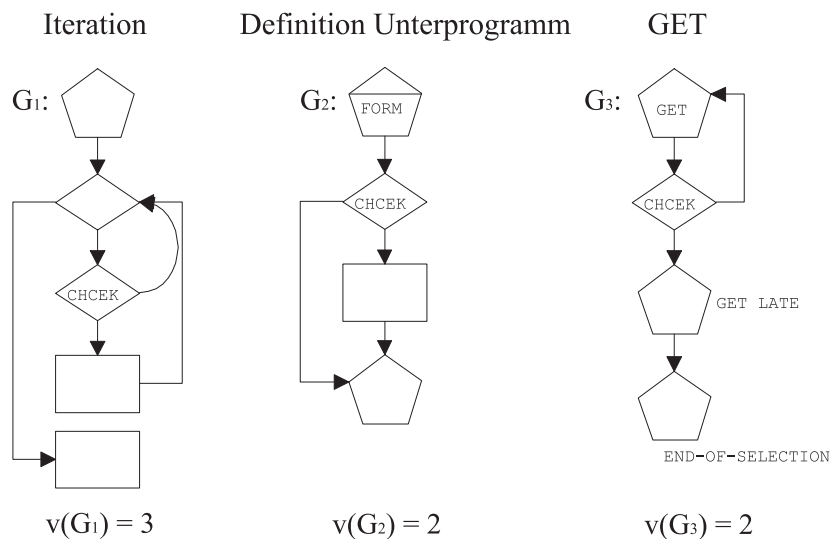 Iteration
Definition Unterprogramm
GET
G1:
G2:
FORM
G3:
GET
CHCEK
CHCEK
CHCEK
GET LATE
END-OF-SELECTION
v(G1) = 3
v(G2) = 2
v(G3) = 2